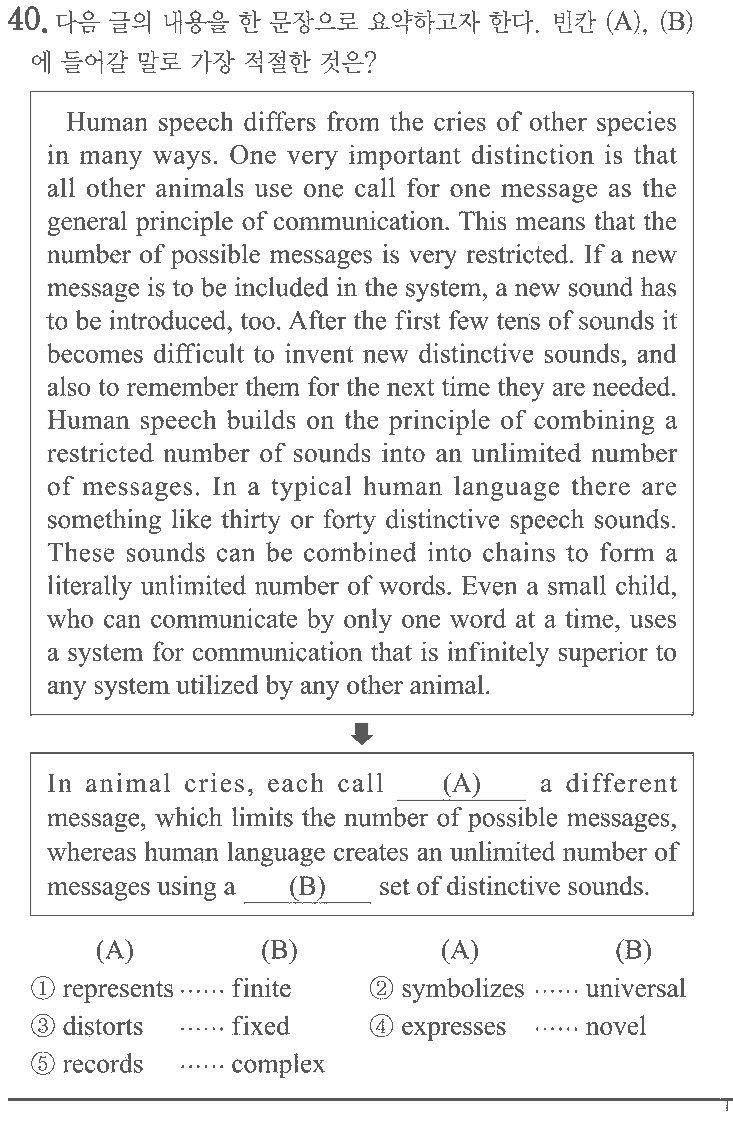 40. 다음 글의 내용을 한 문장으로 요약하고자 한다. 빈칸 (A), (B)
에 들어갈 말로 가장 적절한 것은?
Human speech differs from the cries of other species
in many ways. One very important distinction is that
all other animals use one call for one message as the
general principle of communication. This means that the
number of possible messages is very restricted. If a new
message is to be included in the system, a new sound has
to be introduced, too. After the first few tens of sounds it
becomes difficult to invent new distinctive sounds, and
also to remember them for the next time they are needed.
Human speech builds on the principle of combining a
restricted number of sounds into an unlimited number
of messages. In a typical human language there are
something like thirty or forty distinctive speech sounds.
These sounds can be combined into chains to form a
literally unlimited number of words. Even a small child,
who can communicate by only one word at a time, uses
a system for communication that is infinitely superior to
any system utilized by any other animal.
In animal cries, each call (A) a different
message, which limits the number of possible messages,
whereas human language creates an unlimited number of
messages using a (B) set of distinctive sounds.
(A) (B) (A) (B)
① represents ······ finite ② symbolizes ······ universal
③ distorts ······ fixed ④ expresses ······ novel
⑤ records ······ complex